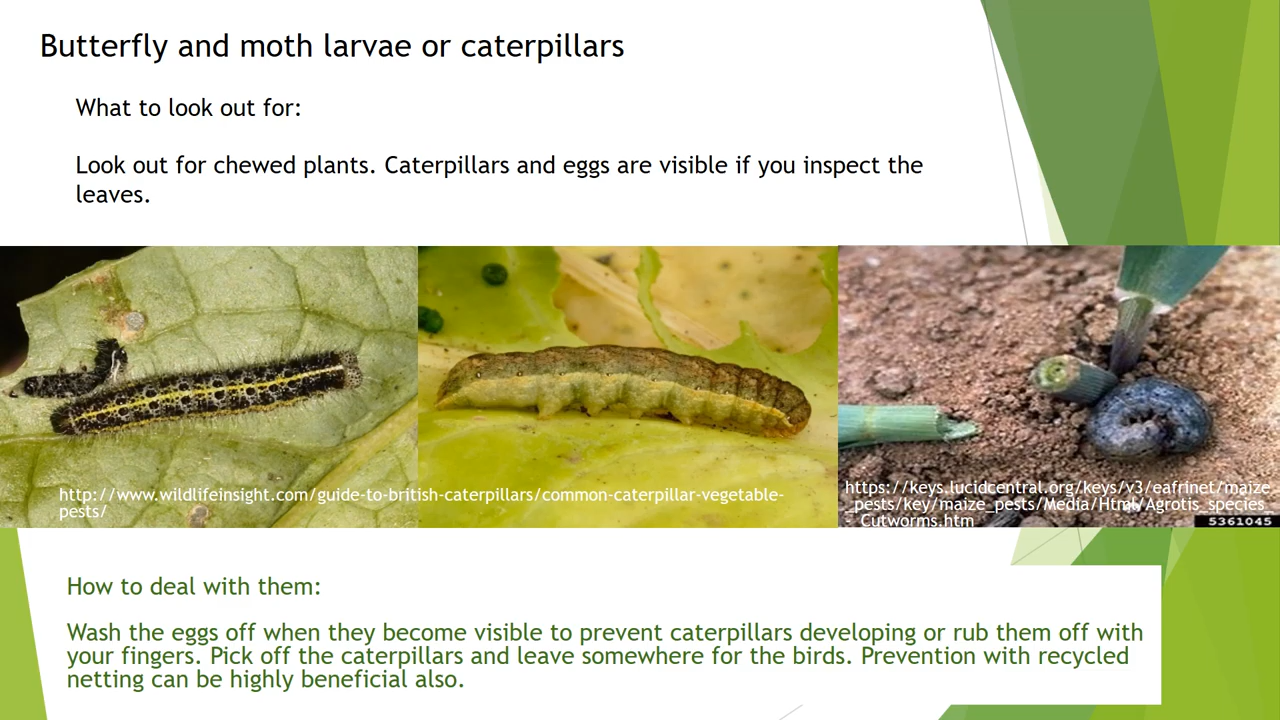 Butterfly and moth larvae or caterpillars
What to look out for:
Look out for chewed plants. Caterpillars and eggs are visible if you inspect the
leaves.
http://www.wildlifeinsight.com/guide-to-british-caterpillars/common-caterpillar-vegetable-
pests/
https://keys.lucidcentral.org/keys/v3/eafrinet/maize
_pests/key/maize_pests/Media/Html/Agrotis_species_
-_Cutworms.htm
5361045
How to deal with them:
Wash the eggs off when they become visible to prevent caterpillars developing or rub them off with
your fingers. Pick off the caterpillars and leave somewhere for the birds. Prevention with recycled
netting can be highly beneficial also.